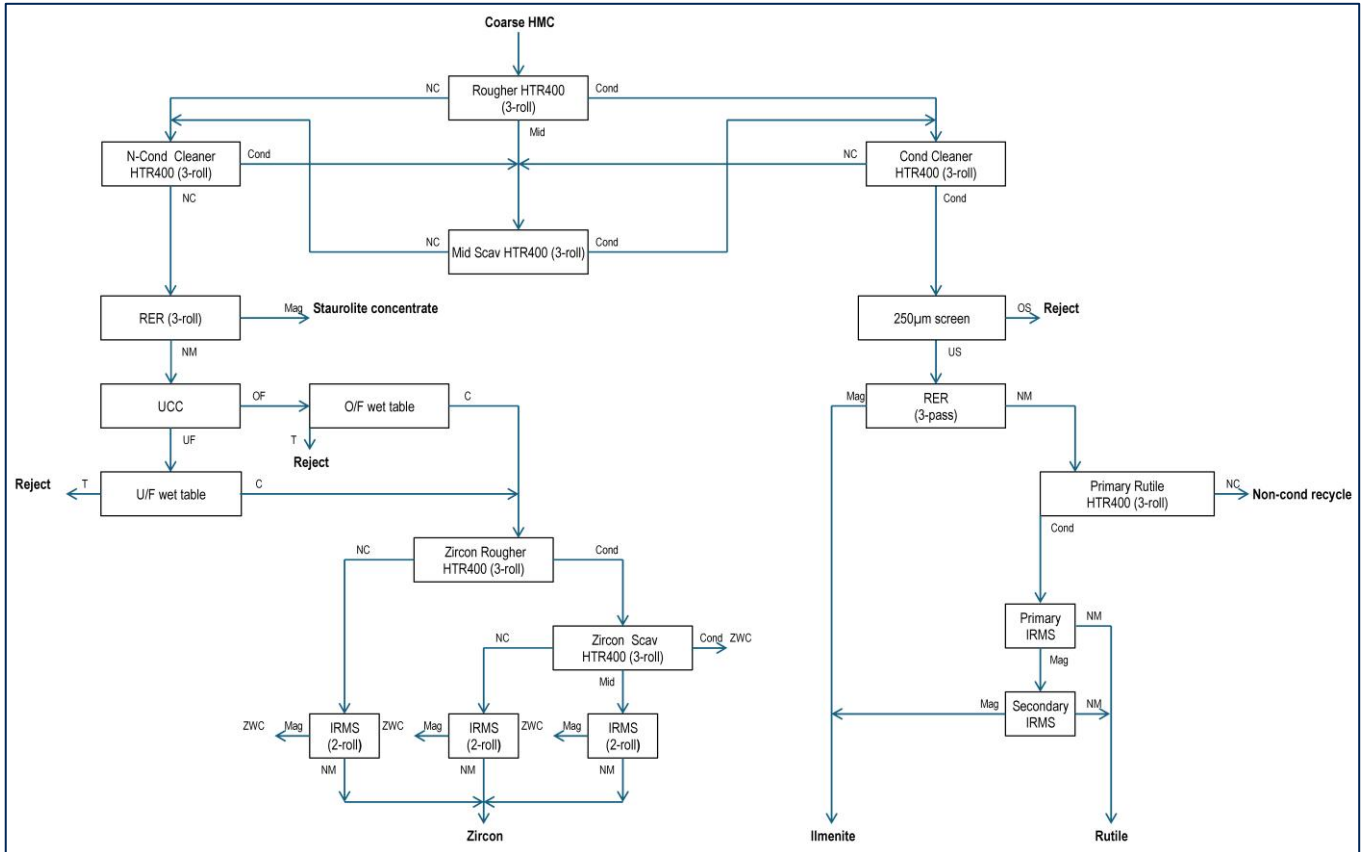 Coarse HMC
NC
Rougher HTR400
(3-roll)
Cond
Mid
N-Cond Cleaner
HTR400 (3-roll)
Cond
NC
Cond Cleaner
HTR400 (3-roll)
NC
Cond
NC
Mid Scav HTR400 (3-roll)
Cond
RER (3-roll)
Mag
Staurolite concentrate
250µm screen
OS
Reject
NM
US
UCC
OF
O/F wet table
C
Mag
RER
(3-pass)
NM
UF
T
Reject
Reject
T
U/F wet table
C
Primary Rutile
HTR400 (3-roll)
NC
Non-cond recycle
Cond
NC
Zircon Rougher
HTR400 (3-roll)
Cond
NC
Zircon Scav
HTR400 (3-roll)
Cond
ZWC
Mid
Primary
IRMS
NM
Mag
Mag
Secondary
IRMS
NM
ZWC
Mag
IRMS
(2-roll)
ZWC
Mag
IRMS
(2-roll)
ZWC
Mag
IRMS
(2-roll)
NM
NM
NM
Zircon
Ilmenite
Rutile